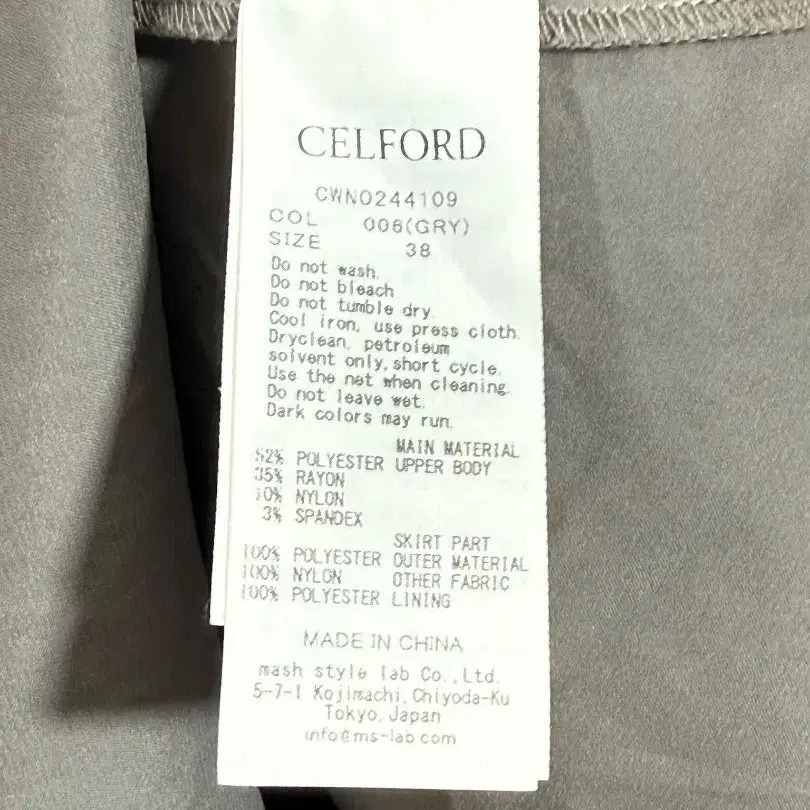 CELFORD
CWNO244109
COL 006(GRY)
SIZE 38
Do not wash.
Do not bleach
Do not tumble dry.
Cool iron, use press cloth.
Dryclean, petroleum
solvent only, short cycle.
Use the net when cleaning.
Do not leave wet.
Dark colors may run.
MAIN MATERIAL
52% POLYESTER UPPER BODY
35% RAYON
10% NYLON
3% SPANDEX
SKIRT PART
100% POLYESTER OUTER MATERIAL
100% NYLON OTHER FABRIC
100% POLYESTER LINING
MADE IN CHINA
mash style lab Co.,Ltd.
5-7-1 Kojimachi,Chiyoda-Ku
Tokyo,Japan
info@ms-lab.com